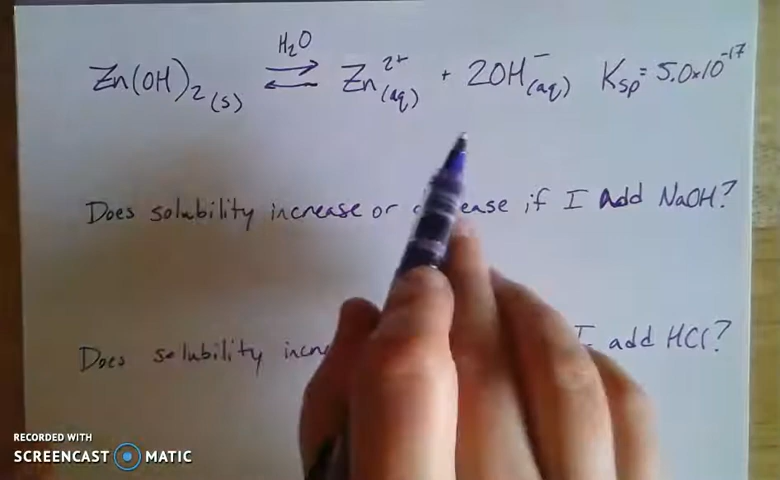 H₂O
Zn(OH)₂(s) ⇌ Zn²⁺(aq) + 2OH⁻(aq) Ksp = 5.0×10⁻¹⁷
Does solubility increase or ease if I Add NaOH?
Does solubility I add HCl?
RECORDED WITH
SCREENCAST MATIC